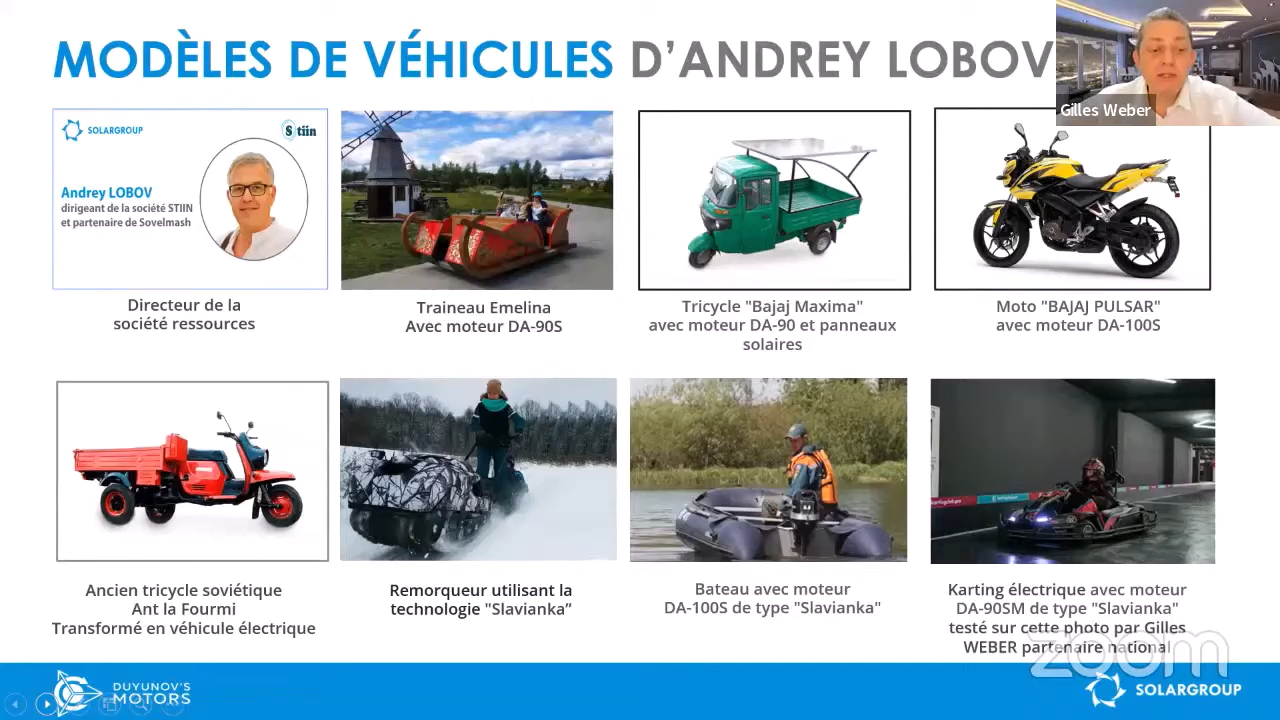 MODÈLES DE VÉHICULES D'ANDREY LOBOV
Gilles Weber
SOLARGROUP
Stiin
Andrey LOBOV
dirigeant de la société STIIN
et partenaire de Sovelmash
Directeur de la
société ressources
Traineau Emelina
Avec moteur DA-90S
Tricycle "Bajaj Maxima"
avec moteur DA-90 et panneaux
solaires
Moto "BAJAJ PULSAR"
avec moteur DA-100S
Ancien tricycle soviétique
Ant la Fourmi
Transformé en véhicule électrique
Remorqueur utilisant la
technologie "Slavianka”
Bateau avec moteur
DA-100S de type "Slavianka"
Karting électrique avec moteur
DA-90SM de type "Slavianka"
testé sur cette photo par Gilles
WEBER partenaire national
zoom
DUYUNOV'S
MOTORS
SOLARGROUP